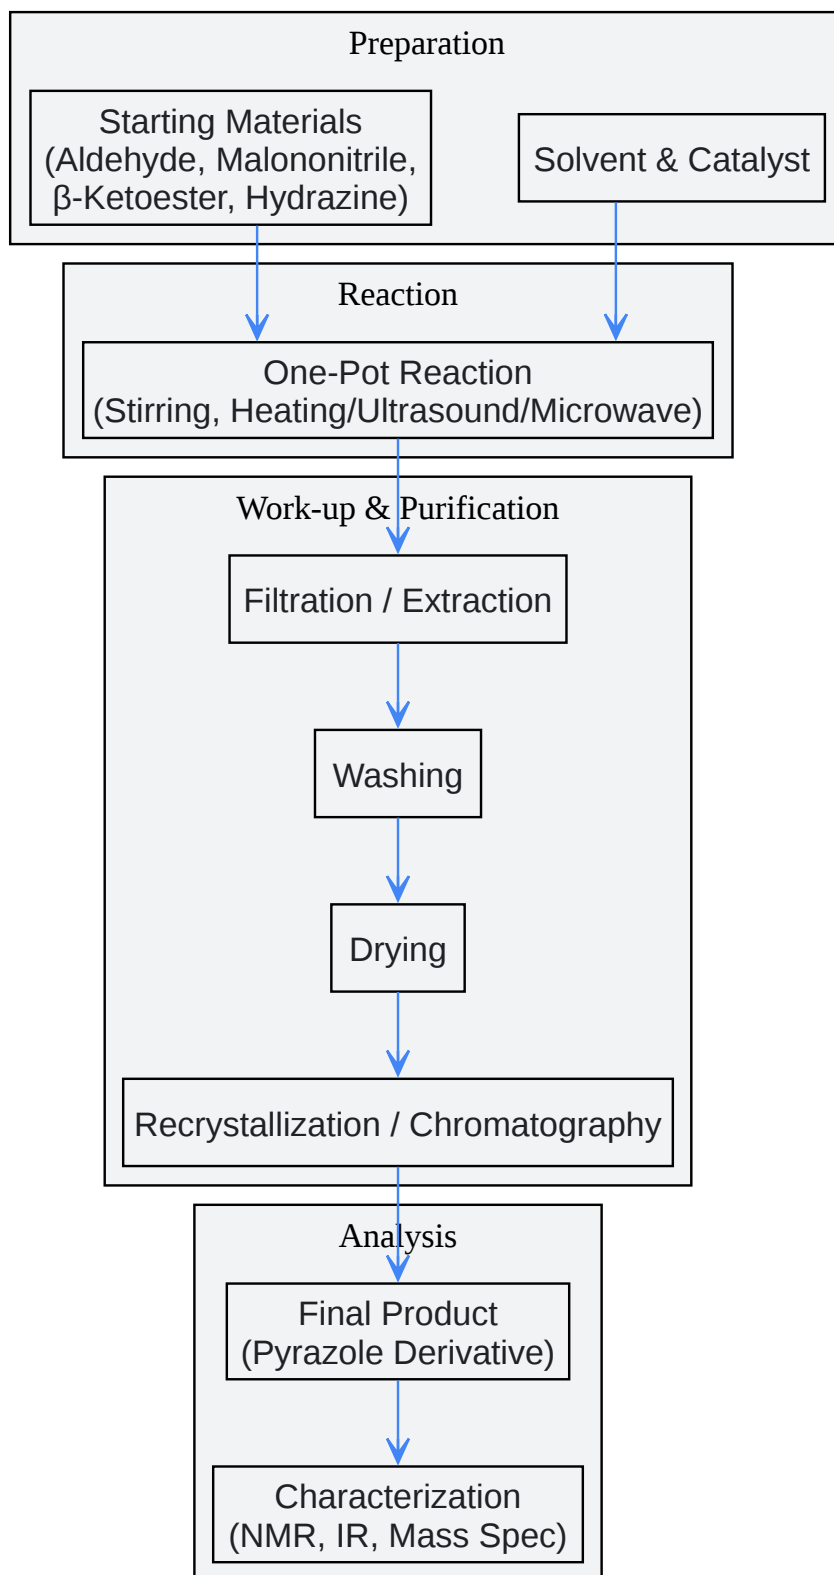 Preparation
Starting Materials
(Aldehyde, Malononitrile,
β-Ketoester, Hydrazine)
Solvent & Catalyst
Reaction
One-Pot Reaction
(Stirring, Heating/Ultrasound/Microwave)
Work-up & Purification
Filtration / Extraction
Washing
Drying
Recrystallization / Chromatography
Analysis
Final Product
(Pyrazole Derivative)
Characterization
(NMR, IR, Mass Spec)